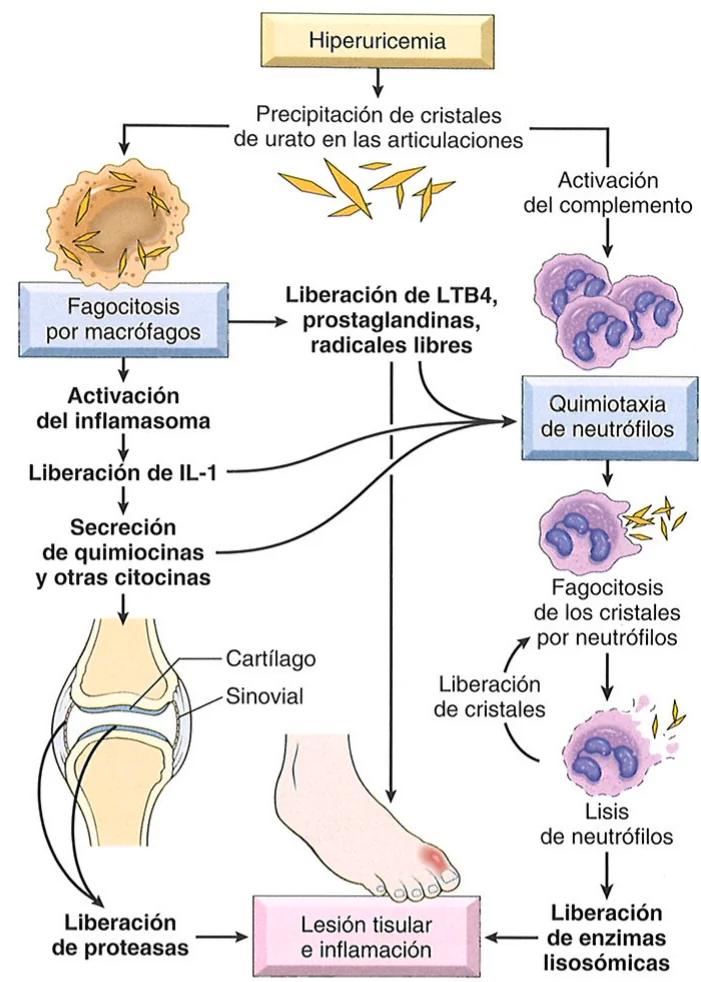 Hiperuricemia
Precipitación de cristales
de urato en las articulaciones
Activación
del complemento
Fagocitosis
por macrófagos
Liberación de LTB4,
prostaglandinas,
radicales libres
Activación
del inflamasoma
Quimiotaxia
de neutrófilos
Liberación de IL-1
Secreción
de quimiocinas
y otras citocinas
Fagocitosis
de los cristales
por neutrófilos
Cartílago
Sinovial
Liberación
de cristales
Lisis
de neutrófilos
Liberación
de proteasas
Lesión tisular
e inflamación
Liberación
de enzimas
lisosómicas